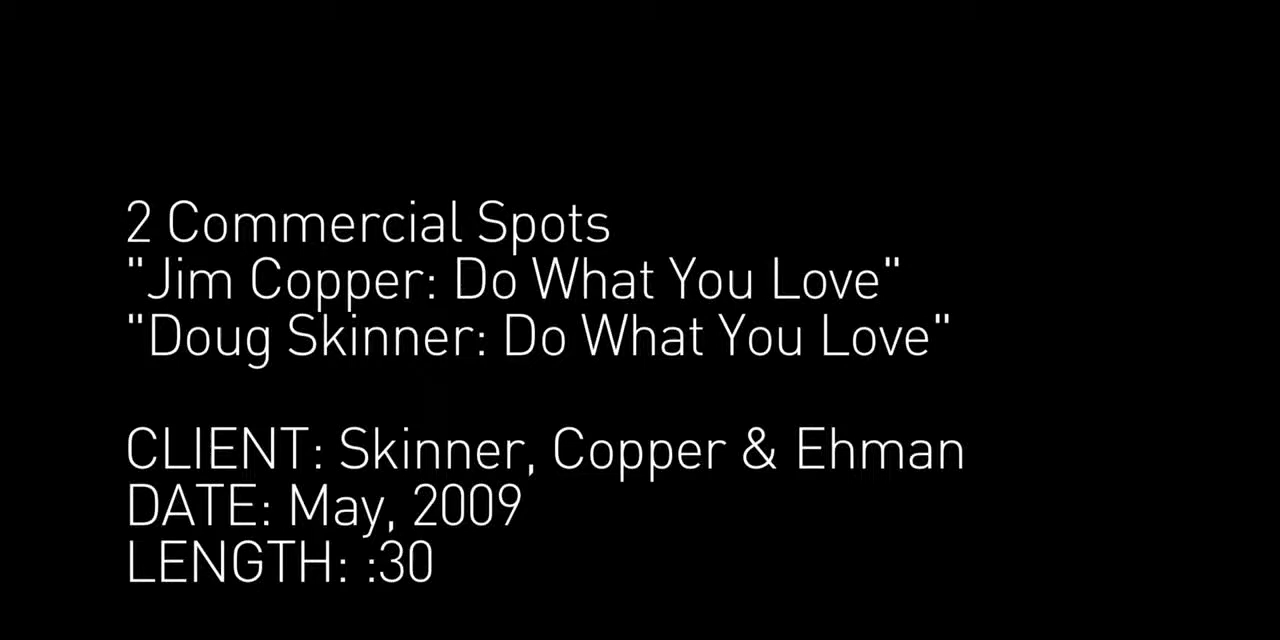 2 Commercial Spots
"Jim Copper: Do What You Love"
"Doug Skinner: Do What You Love"
CLIENT: Skinner, Copper & Ehman
DATE: May, 2009
LENGTH: :30